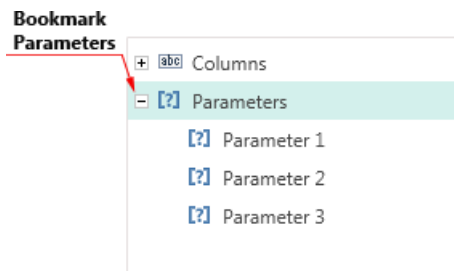 Bookmark
Parameters
abc Columns
[?] Parameters
[?] Parameter 1
[?] Parameter 2
[?] Parameter 3